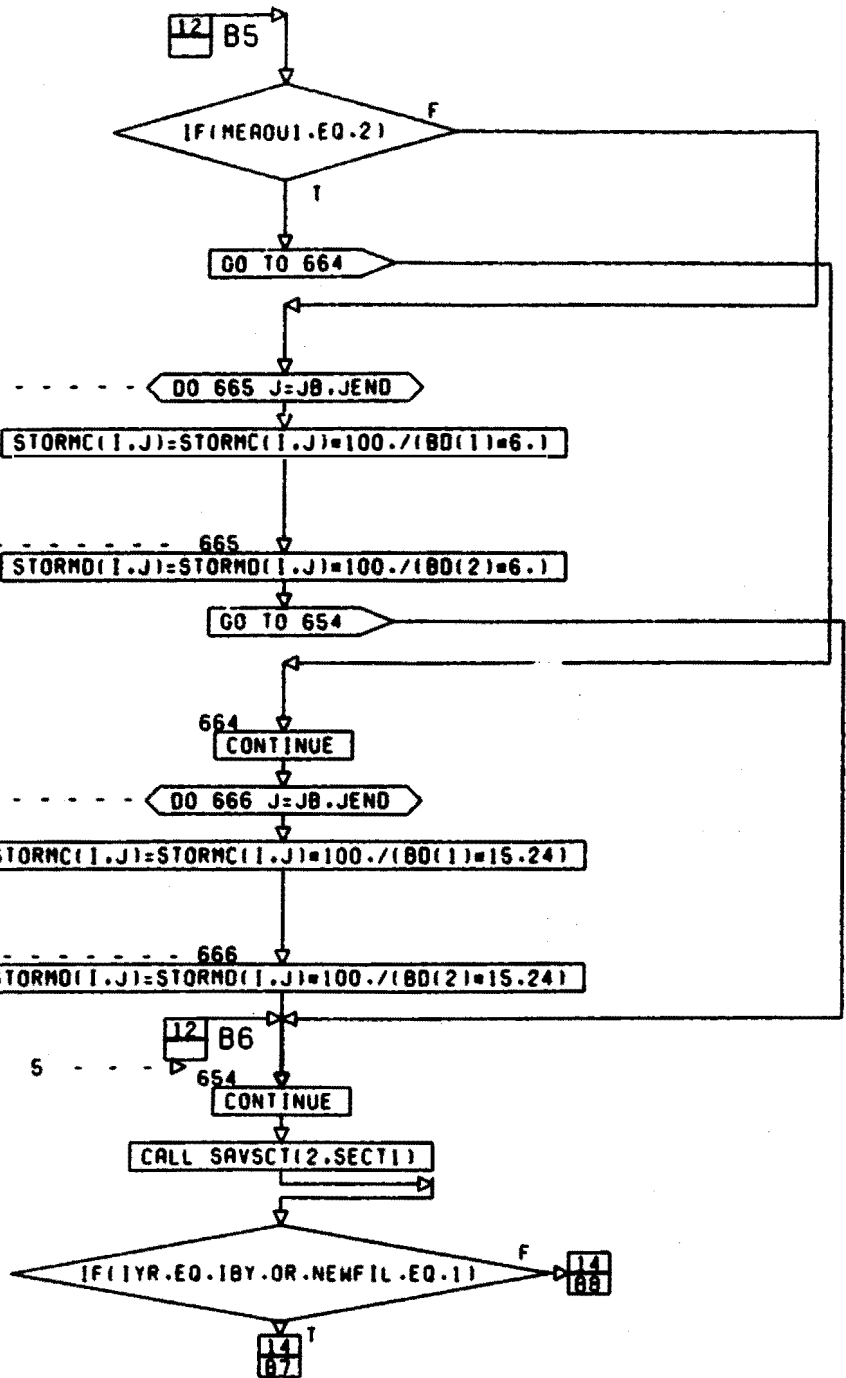 12 B5
IF(MEAOUI.EQ.2)
F
T
GO TO 664
DO 665 J=JB.JEND
STORMC(I.J)=STORMC(I.J)*100./(BD(1)*6.)
665
STORMD(I.J)=STORMD(I.J)*100./(BD(2)*6.)
GO TO 654
664
CONTINUE
DO 666 J=JB.JEND
STORMC(I.J)=STORMC(I.J)*100./(BD(1)*15.24)
666
STORMD(I.J)=STORMD(I.J)*100./(BD(2)*15.24)
12 B6
5
654
CONTINUE
CALL SAVSCT(2.SECT1)
IF(IYR.EQ.IBY.OR.NEWFIL.EQ.1)
F
14
B8
T
14
B7